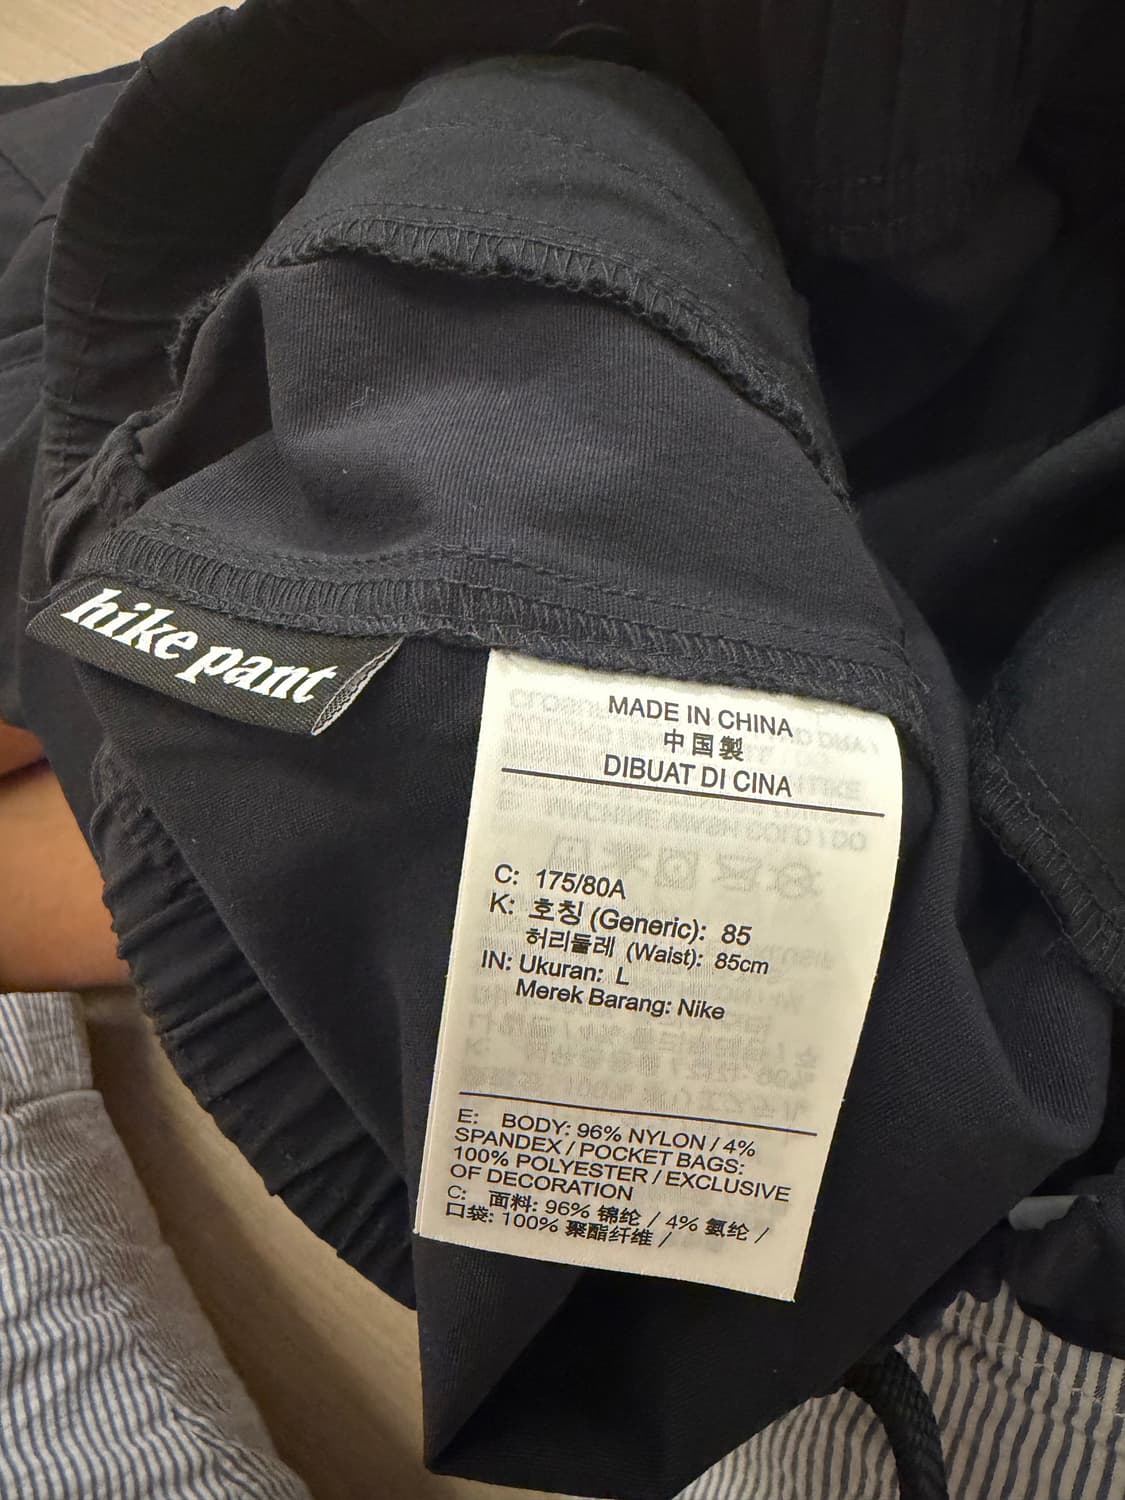 hike pant
MADE IN CHINA
中国製
DIBUAT DI CINA
C: 175/80A
K: 호칭 (Generic): 85
허리둘레 (Waist): 85cm
IN: Ukuran: L
Merek Barang: Nike
E: BODY: 96% NYLON / 4%
SPANDEX / POCKET BAGS:
100% POLYESTER / EXCLUSIVE
OF DECORATION
C: 面料: 96% 锦纶 / 4% 氨纶 /
口袋: 100% 聚酯纤维 /